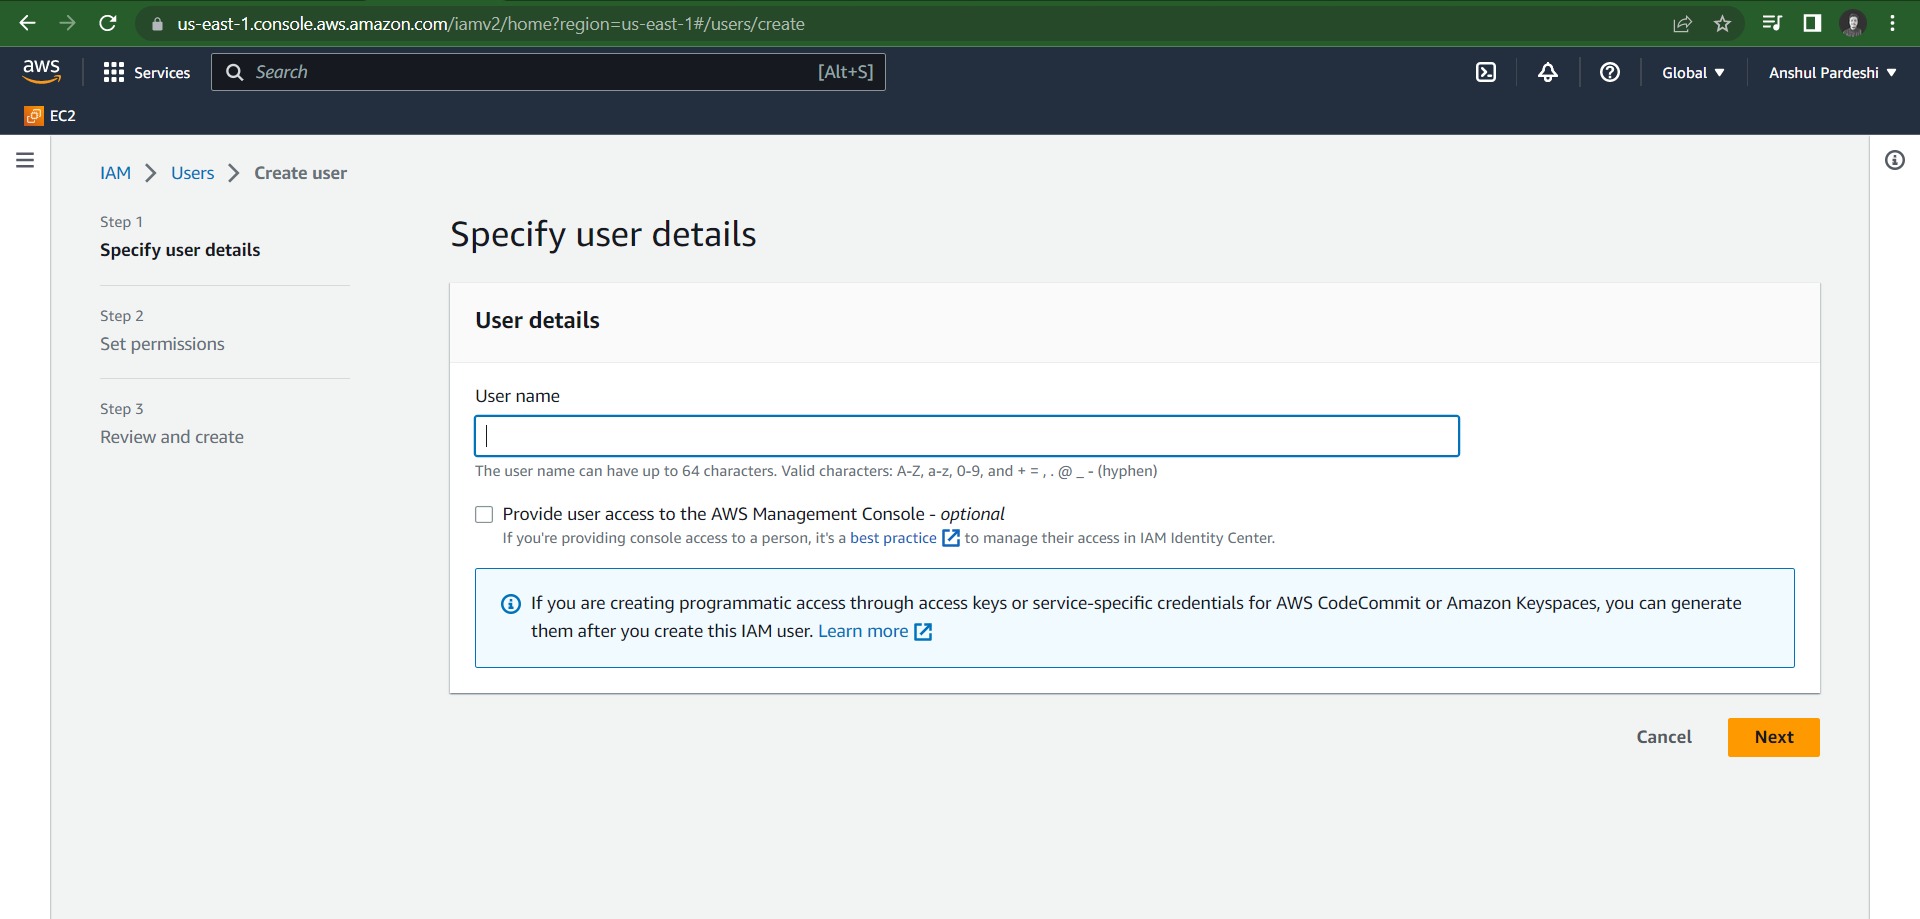 us-east-1.console.aws.amazon.com/iamv2/home?region=us-east-1#/users/create
aws
Services
Search
[Alt+S]
Global
Anshul Pardeshi
EC2
IAM
Users
Create user
Step 1
Specify user details
Step 2
Set permissions
Step 3
Review and create
Specify user details
User details
User name
The user name can have up to 64 characters. Valid characters: A-Z, a-z, 0-9, and + = , . @ _ - (hyphen)
Provide user access to the AWS Management Console - optional
If you're providing console access to a person, it's a best practice to manage their access in IAM Identity Center.
If you are creating programmatic access through access keys or service-specific credentials for AWS CodeCommit or Amazon Keyspaces, you can generate
them after you create this IAM user. Learn more
Cancel
Next